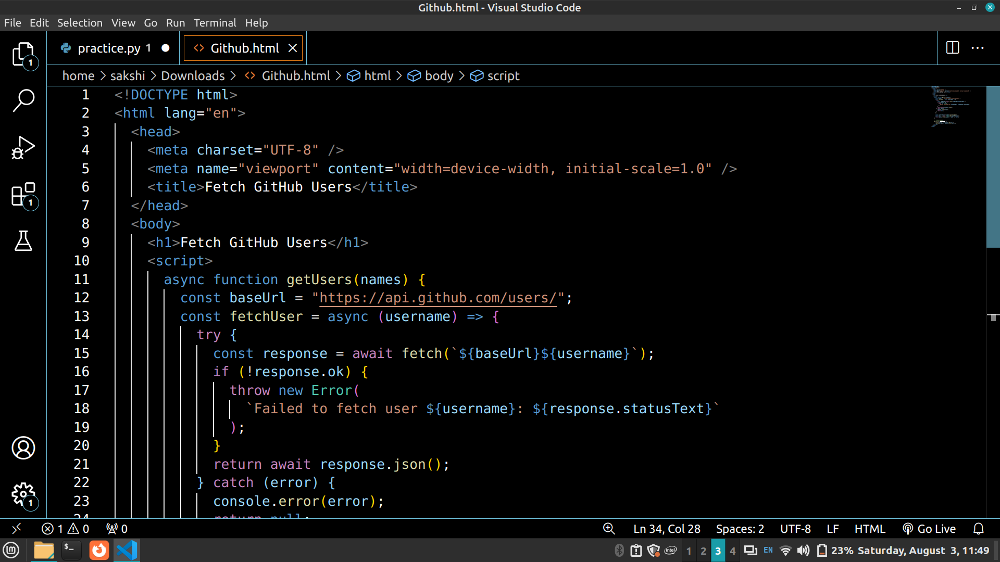 Github.html - Visual Studio Code
File Edit Selection View Go Run Terminal Help
practice.py 1 Github.html
home > sakshi > Downloads > Github.html > html > body > script
1 <!DOCTYPE html>
2 <html lang="en">
3 <head>
4 <meta charset="UTF-8" />
5 <meta name="viewport" content="width=device-width, initial-scale=1.0" />
6 <title>Fetch GitHub Users</title>
7 </head>
8 <body>
9 <h1>Fetch GitHub Users</h1>
10 <script>
11 async function getUsers(names) {
12 const baseUrl = "https://api.github.com/users/";
13 const fetchUser = async (username) => {
14 try {
15 const response = await fetch(`${baseUrl}${username}`);
16 if (!response.ok) {
17 throw new Error(
18 `Failed to fetch user ${username}: ${response.statusText}`
19 );
20 }
21 return await response.json();
22 } catch (error) {
23 console.error(error);
24 return null;
1
1
1
1 0 0 Ln 34, Col 28 Spaces: 2 UTF-8 LF HTML Go Live
1 2 3 4 EN 23% Saturday, August 3, 11:49